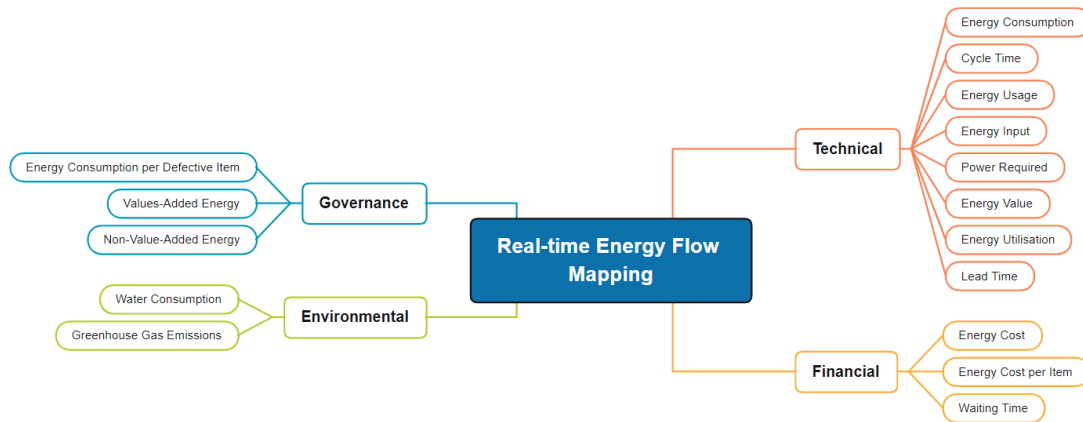 Real-time Energy Flow
Mapping
Technical
Energy Consumption
Cycle Time
Energy Usage
Energy Input
Power Required
Energy Value
Energy Utilisation
Lead Time
Financial
Energy Cost
Energy Cost per Item
Waiting Time
Governance
Energy Consumption per Defective Item
Values-Added Energy
Non-Value-Added Energy
Environmental
Water Consumption
Greenhouse Gas Emissions